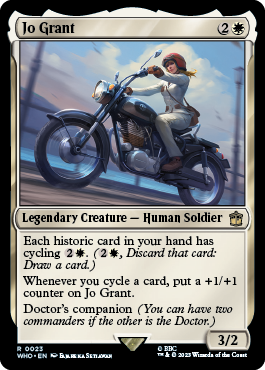 Jo Grant 2
Legendary Creature — Human Soldier
Each historic card in your hand has
cycling 2. (2, Discard that card:
Draw a card.)
Whenever you cycle a card, put a +1/+1
counter on Jo Grant.
Doctor's companion (You can have two
commanders if the other is the Doctor.)
3/2
R 0023
WHO • EN
© BBC
™ & © 2023 Wizards of the Coast